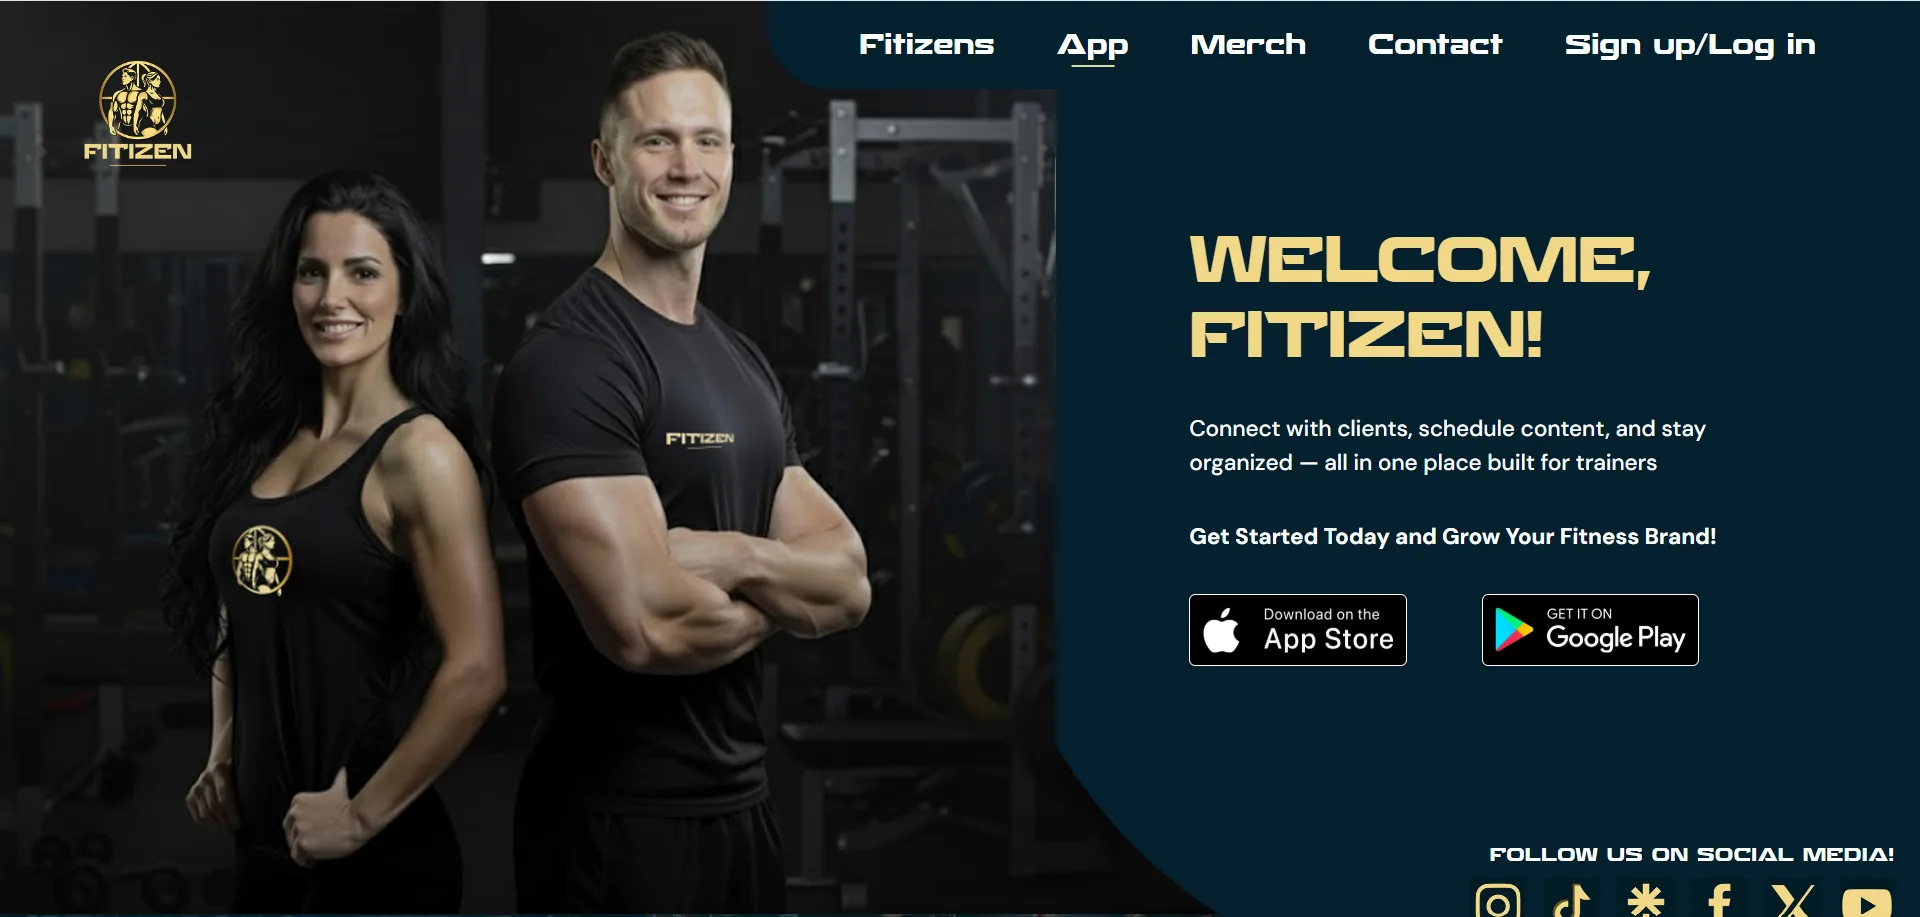 Fitizens App Merch Contact Sign up/Log in
FITIZEN
WELCOME,
FITIZEN!
FITIZEN
Connect with clients, schedule content, and stay
organized — all in one place built for trainers
Get Started Today and Grow Your Fitness Brand!
Download on the
App Store
GET IT ON
Google Play
FOLLOW US ON SOCIAL MEDIA!